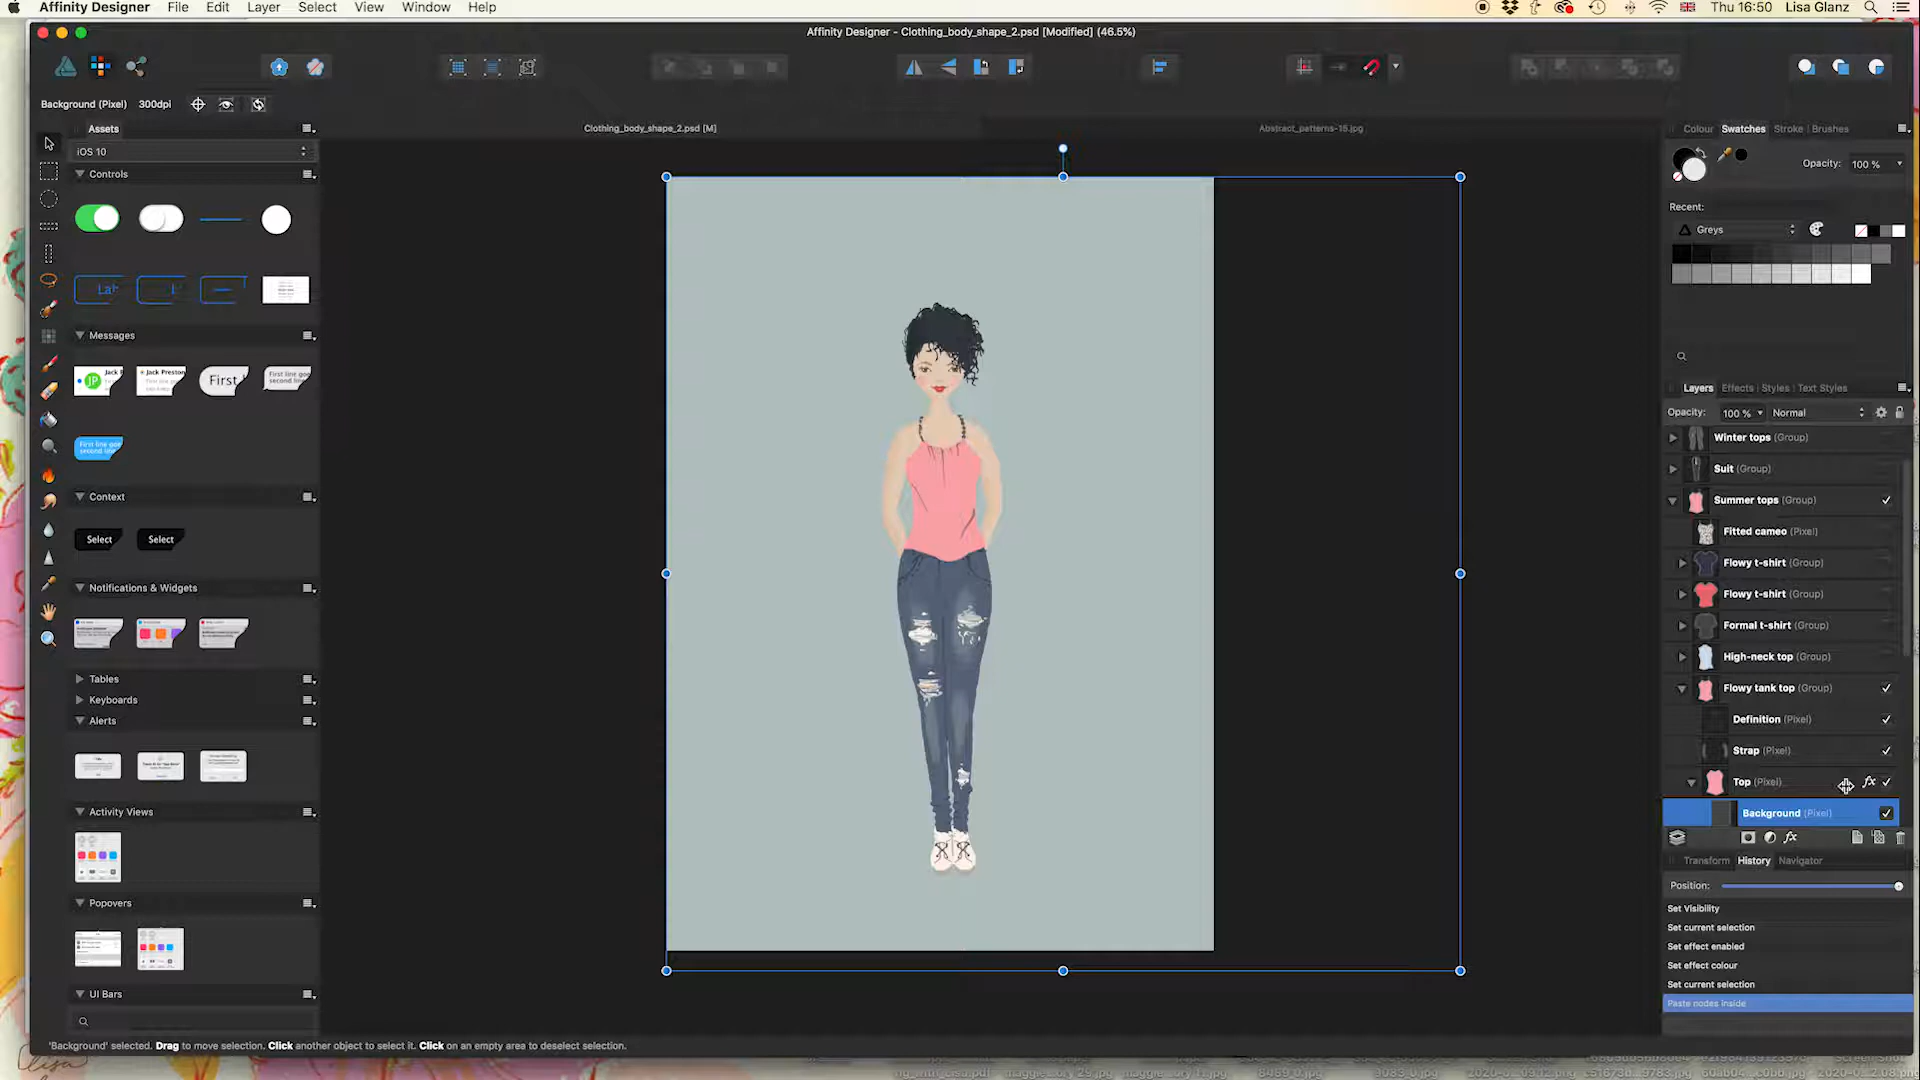 Affinity Designer File Edit Layer Select View Window Help
Thu 16:50 Lisa Glanz
Affinity Designer - Clothing_body_shape_2.psd [Modified] (46.5%)
Background (Pixel) 300dpi
Assets
Clothing_body_shape_2.psd [M]
Abstract_patterns-15.jpg
Colour Swatches Stroke Brushes
iOS 10
Controls
Opacity: 100 %
Recent:
Greys
Messages
Jack Preston
First line goes
second line
Layers Effects Styles Text Styles
Opacity: 100 % Normal
Winter tops (Group)
Suit (Group)
Context
Summer tops (Group)
Fitted cameo (Pixel)
Select Select
Flowy t-shirt (Group)
Notifications & Widgets
Flowy t-shirt (Group)
Formal t-shirt (Group)
High-neck top (Group)
Tables
Flowy tank top (Group)
Keyboards
Alerts
Definition (Pixel)
Strap (Pixel)
Top (Pixel)
Activity Views
Background (Pixel)
Transform History Navigator
Position:
Popovers
Set Visibility
Set current selection
Set effect enabled
Set effect colour
Set current selection
UI Bars
Paste nodes inside
'Background' selected. Drag to move selection. Click another object to select it. Click on an empty area to deselect selection.